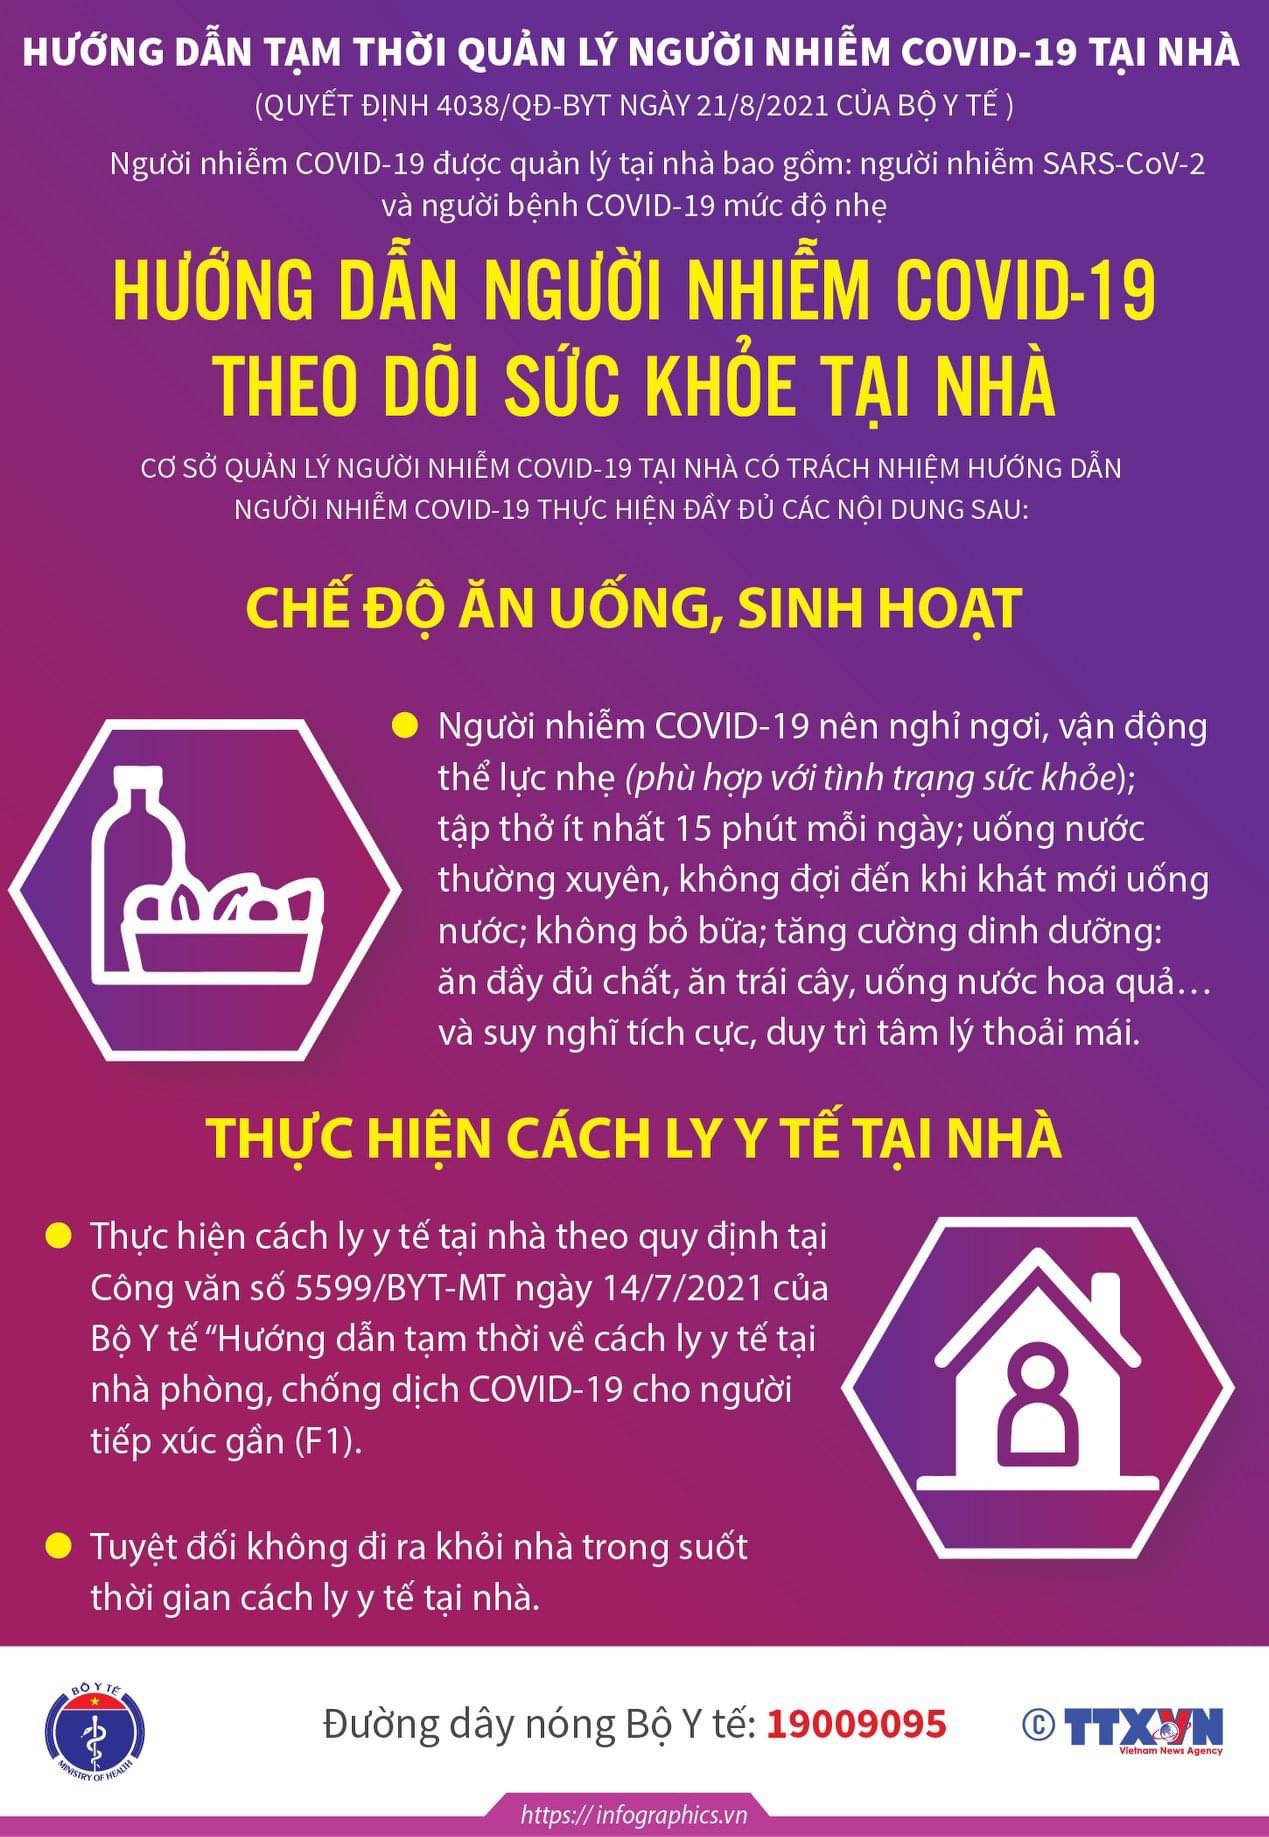 HƯỚNG DẪN TẠM THỜI QUẢN LÝ NGƯỜI NHIỄM COVID-19 TẠI NHÀ
(QUYẾT ĐỊNH 4038/QĐ-BYT NGÀY 21/8/2021 CỦA BỘ Y TẾ )
Người nhiễm COVID-19 được quản lý tại nhà bao gồm: người nhiễm SARS-CoV-2
và người bệnh COVID-19 mức độ nhẹ
HƯỚNG DẪN NGƯỜI NHIỄM COVID-19
THEO DÕI SỨC KHỎE TẠI NHÀ
CƠ SỞ QUẢN LÝ NGƯỜI NHIỄM COVID-19 TẠI NHÀ CÓ TRÁCH NHIỆM HƯỚNG DẪN
NGƯỜI NHIỄM COVID-19 THỰC HIỆN ĐẦY ĐỦ CÁC NỘI DUNG SAU:
CHẾ ĐỘ ĂN UỐNG, SINH HOẠT
Người nhiễm COVID-19 nên nghỉ ngơi, vận động
thể lực nhẹ (phù hợp với tình trạng sức khỏe);
tập thở ít nhất 15 phút mỗi ngày; uống nước
thường xuyên, không đợi đến khi khát mới uống
nước; không bỏ bữa; tăng cường dinh dưỡng:
ăn đầy đủ chất, ăn trái cây, uống nước hoa quả...
và suy nghĩ tích cực, duy trì tâm lý thoải mái.
THỰC HIỆN CÁCH LY Y TẾ TẠI NHÀ
Thực hiện cách ly y tế tại nhà theo quy định tại
Công văn số 5599/BYT-MT ngày 14/7/2021 của
Bộ Y tế “Hướng dẫn tạm thời về cách ly y tế tại
nhà phòng, chống dịch COVID-19 cho người
tiếp xúc gần (F1).
Tuyệt đối không đi ra khỏi nhà trong suốt
thời gian cách ly y tế tại nhà.
BỘ Y TẾ
MINISTRY OF HEALTH
Đường dây nóng Bộ Y tế: 19009095
© TTXVN
Vietnam News Agency
https:// infographics.vn